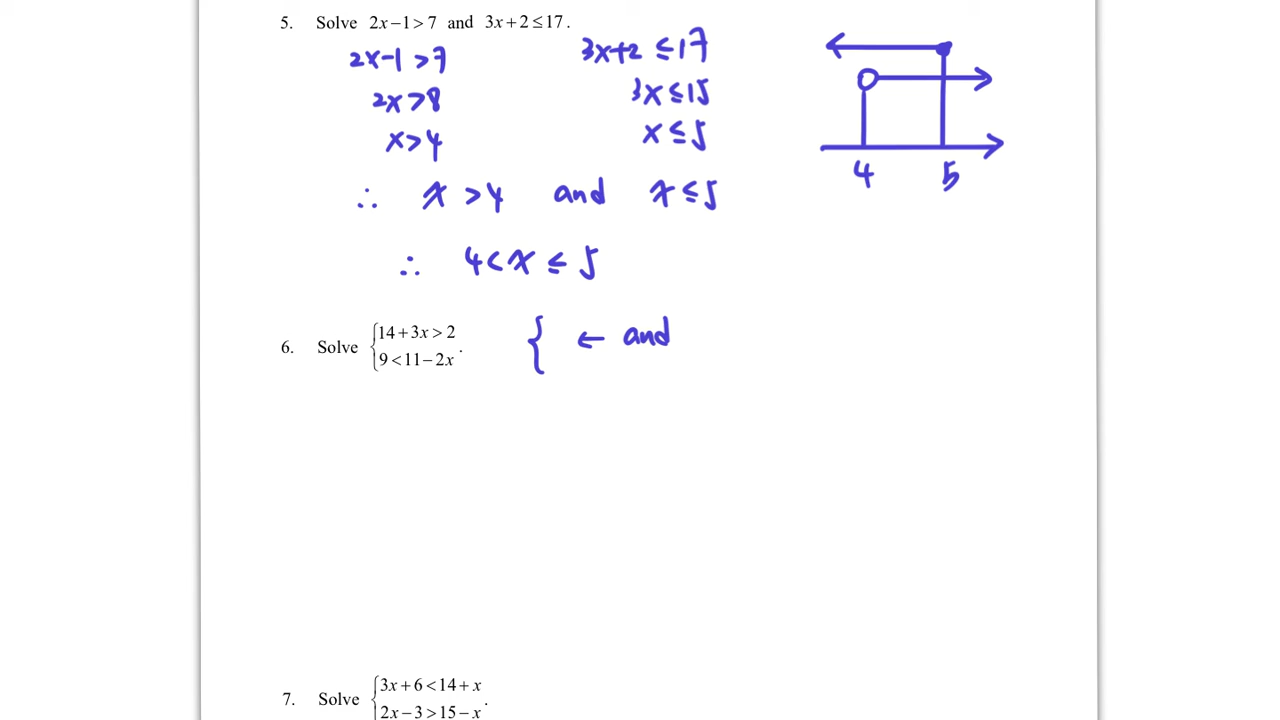 5. Solve 2x−1>7 and 3x+2≤17.
2x−1>7 3x+2≤17
2x>8 3x≤15
x>4 x≤5
4 5
∴ x>4 and x≤5
∴ 4<x≤5
6. Solve {14+3x>2
9<11−2x. { ← and
7. Solve {3x+6<14+x
2x−3>15−x.